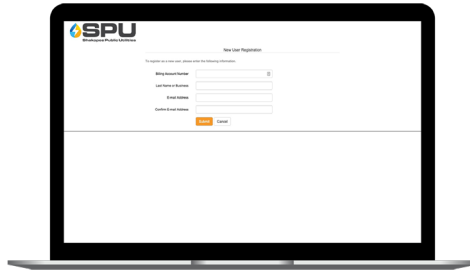 SPU
Shakopee Public Utilities
New User Registration
To register as a new user, please enter the following information:
Billing Account Number
Last Name or Business
E-mail Address
Confirm E-mail Address
Submit Cancel